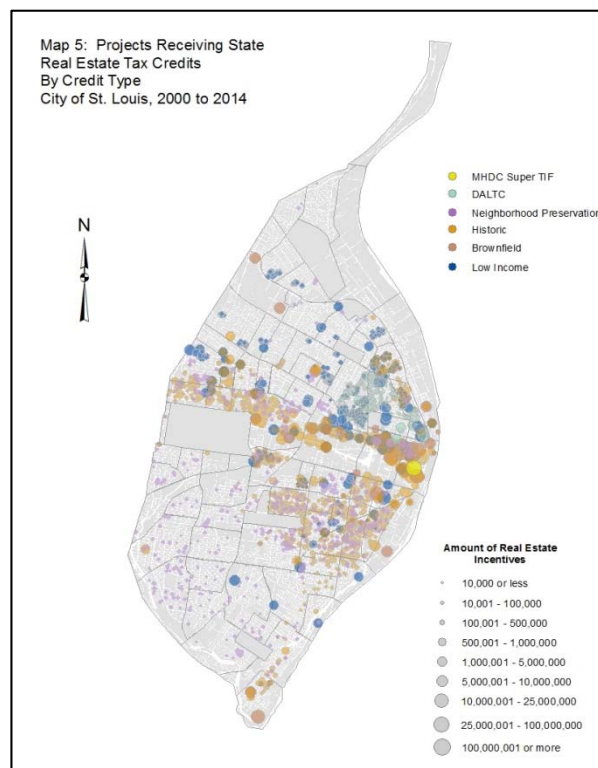 Map 5:  Projects Receiving State
Real Estate Tax Credits
By Credit Type
City of St. Louis, 2000 to 2014
N
MHDC Super TIF
DALTC
Neighborhood Preservation
Historic
Brownfield
Low Income
Amount of Real Estate
Incentives
10,000 or less
10,001 - 100,000
100,001 - 500,000
500,001 - 1,000,000
1,000,001 - 5,000,000
5,000,001 - 10,000,000
10,000,001 - 25,000,000
25,000,001 - 100,000,000
100,000,001 or more